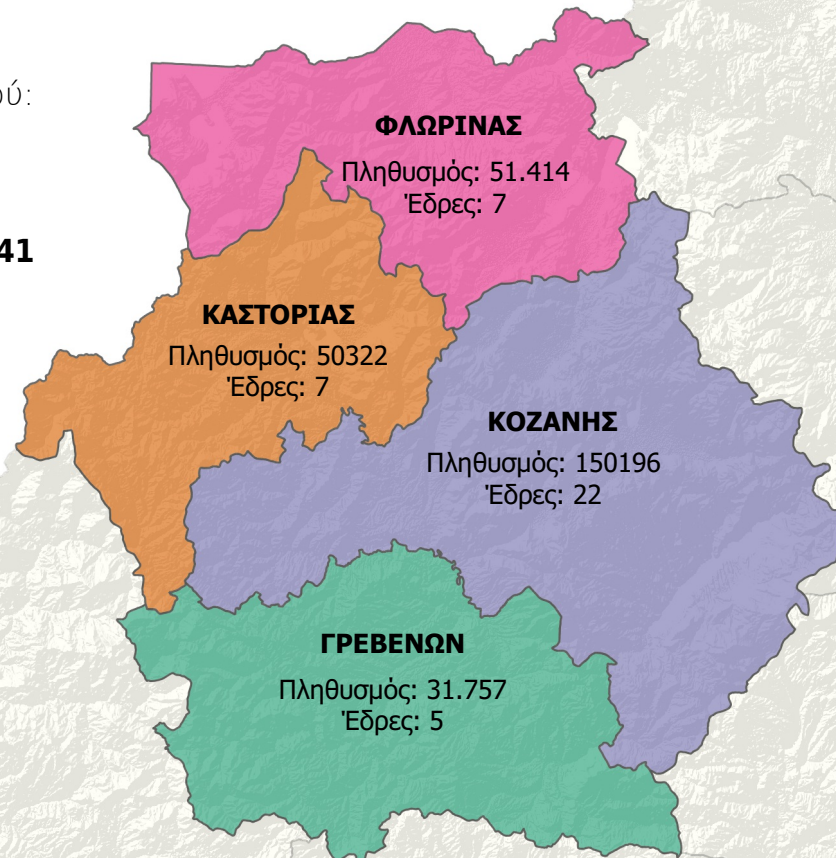 ού:
41
ΦΛΩΡΙΝΑΣ
Πληθυσμός: 51.414
Έδρες: 7
ΚΑΣΤΟΡΙΑΣ
Πληθυσμός: 50322
Έδρες: 7
ΚΟΖΑΝΗΣ
Πληθυσμός: 150196
Έδρες: 22
ΓΡΕΒΕΝΩΝ
Πληθυσμός: 31.757
Έδρες: 5